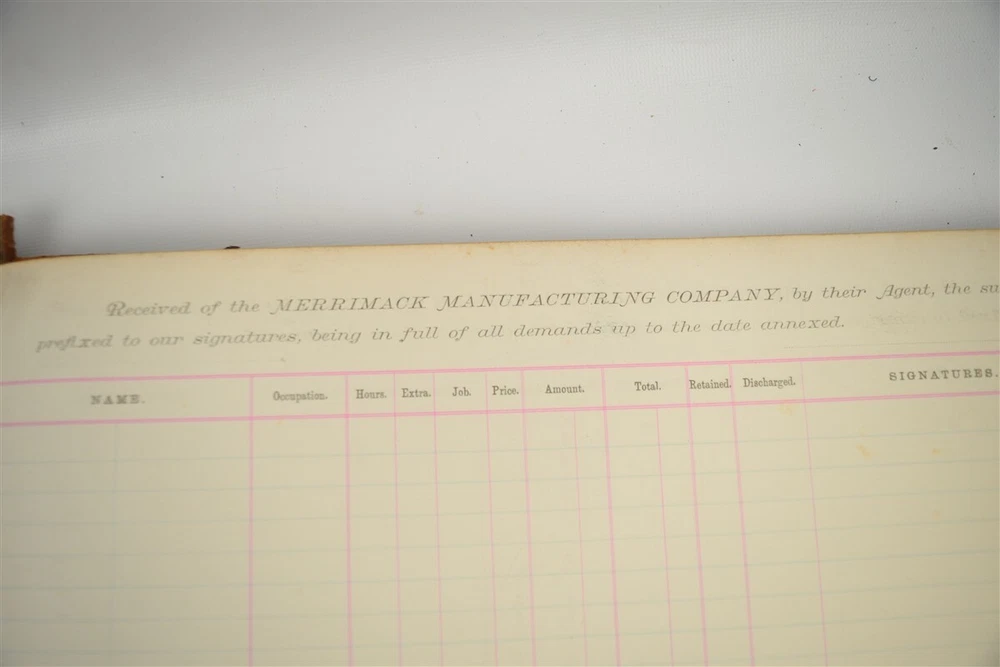 Received of the MERRIMACK MANUFACTURING COMPANY, by their Agent, the su
prefixed to our signatures, being in full of all demands up to the date annexed.
NAME. Occupation. Hours. Extra. Job. Price. Amount. Total. Retained. Discharged. SIGNATURES.